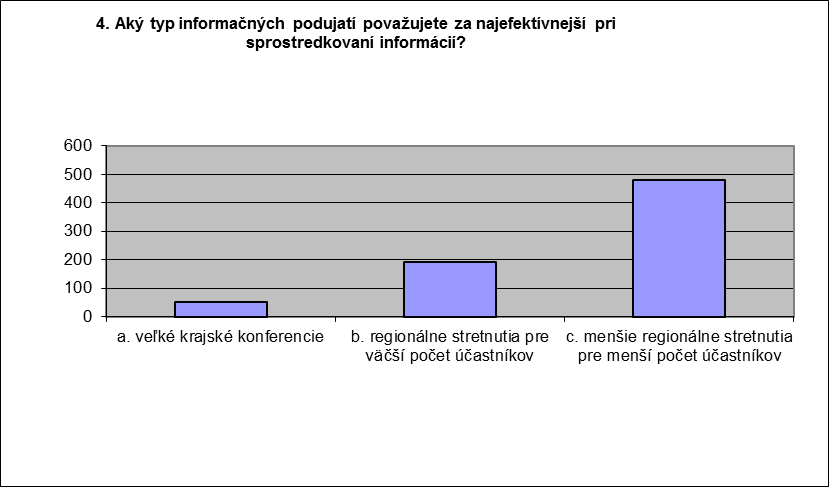 4. Aký typ informačných podujatí považujete za najefektívnejší pri
sprostredkovaní informácií?
600
500
400
300
200
100
0
a. veľké krajské konferencie
b. regionálne stretnutia pre
väčší počet účastníkov
c. menšie regionálne stretnutia
pre menší počet účastníkov